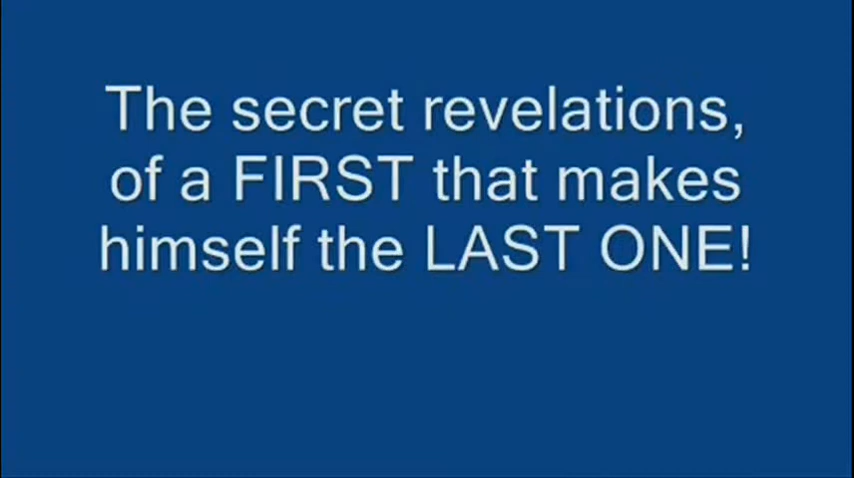 The secret revelations,
of a FIRST that makes
himself the LAST ONE!